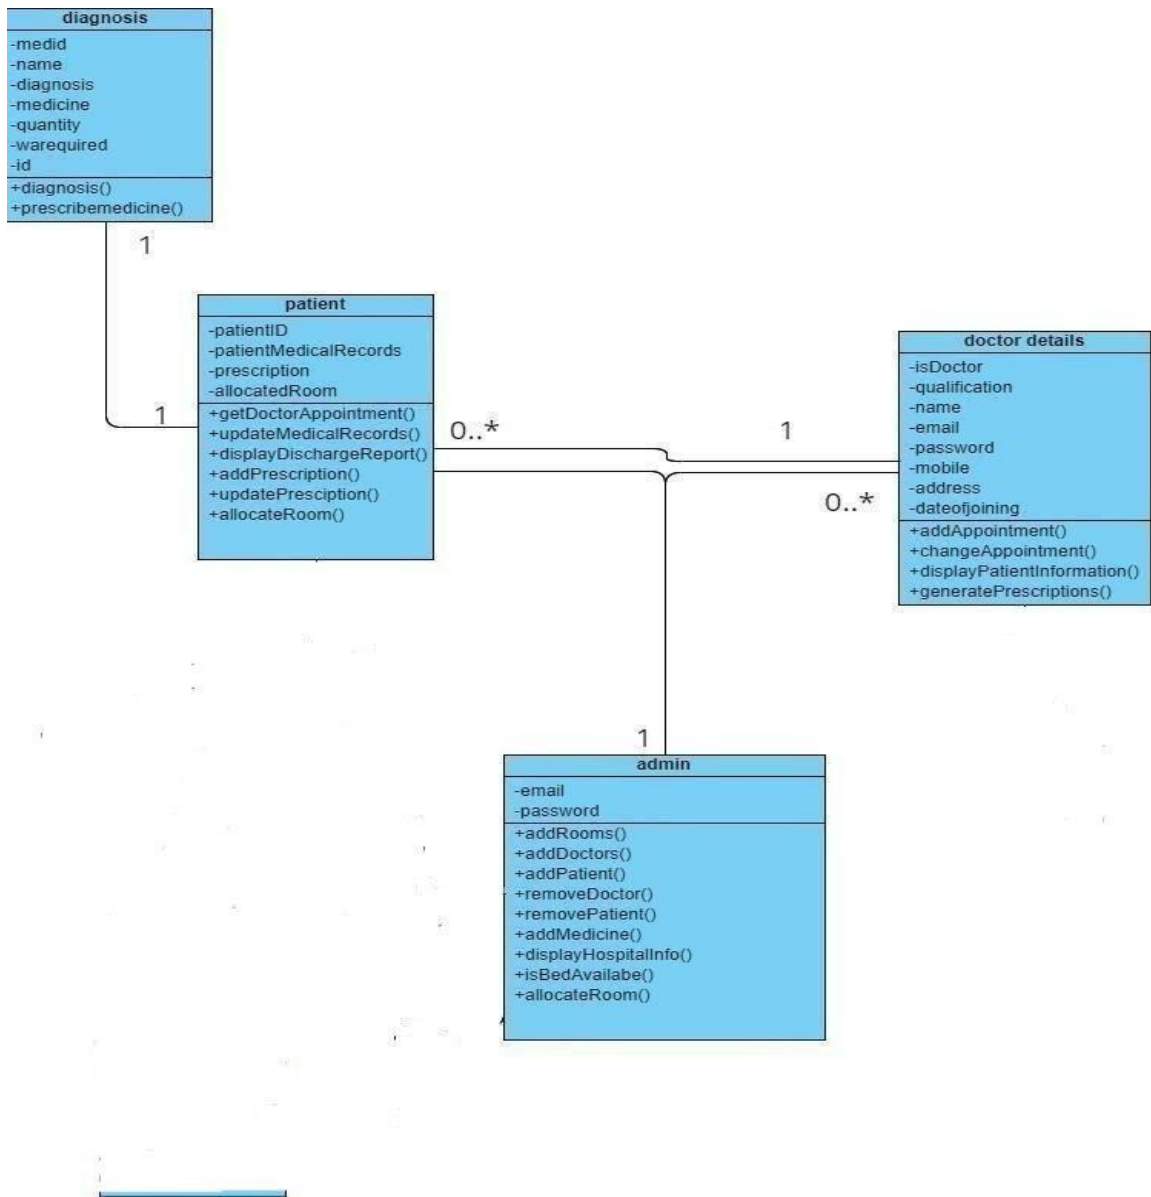 diagnosis
-medid
-name
-diagnosis
-medicine
-quantity
-warequired
-id
+diagnosis()
+prescribemedicine()
1
1
patient
-patientID
-patientMedicalRecords
-prescription
-allocatedRoom
+getDoctorAppointment()
+updateMedicalRecords()
+displayDischargeReport()
+addPrescription()
+updatePresciption()
+allocateRoom()
0..*
1
0..*
doctor details
-isDoctor
-qualification
-name
-email
-password
-mobile
-address
-dateofjoining
+addAppointment()
+changeAppointment()
+displayPatientInformation()
+generatePrescriptions()
1
admin
-email
-password
+addRooms()
+addDoctors()
+addPatient()
+removeDoctor()
+removePatient()
+addMedicine()
+displayHospitalInfo()
+isBedAvailabe()
+allocateRoom()